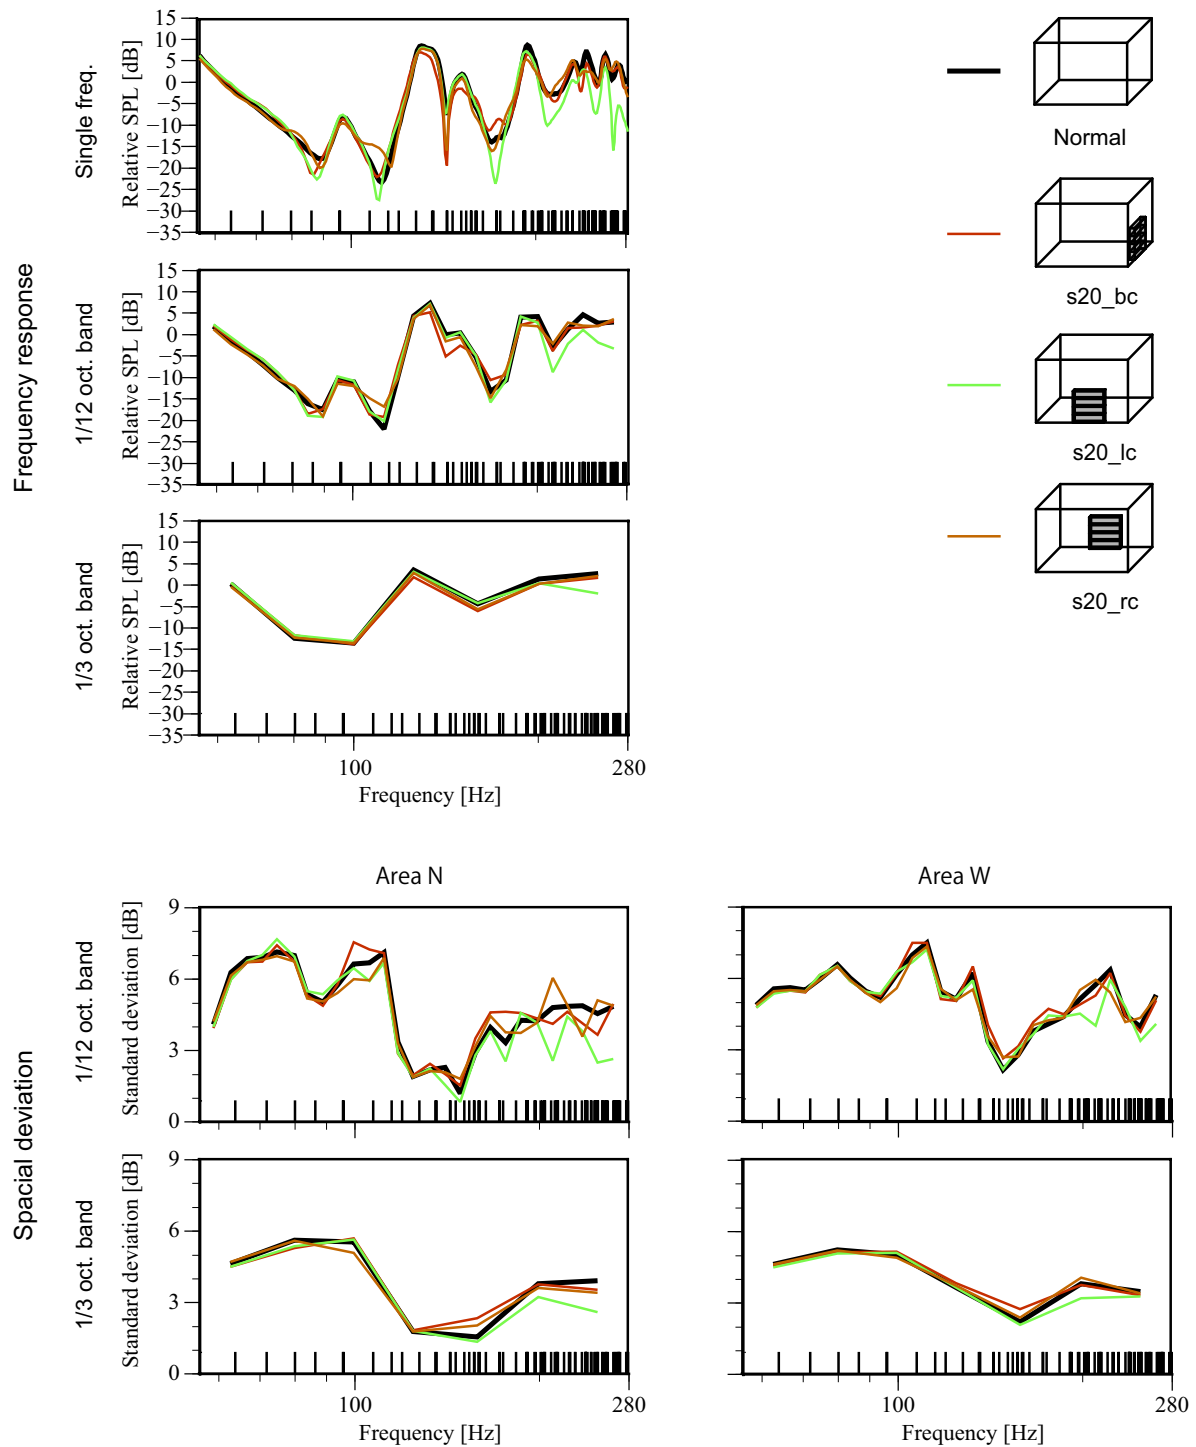 Frequency response
Single freq.
Relative SPL [dB]
15
10
5
0
−5
−10
−15
−20
−25
−30
−35
1/12 oct. band
Relative SPL [dB]
15
10
5
0
−5
−10
−15
−20
−25
−30
−35
1/3 oct. band
Relative SPL [dB]
15
10
5
0
−5
−10
−15
−20
−25
−30
−35
100
280
Frequency [Hz]
Normal
s20_bc
s20_lc
s20_rc
Spacial deviation
Area N
Area W
1/12 oct. band
Standard deviation [dB]
9
6
3
0
1/3 oct. band
Standard deviation [dB]
9
6
3
0
100
280
Frequency [Hz]
100
280
Frequency [Hz]